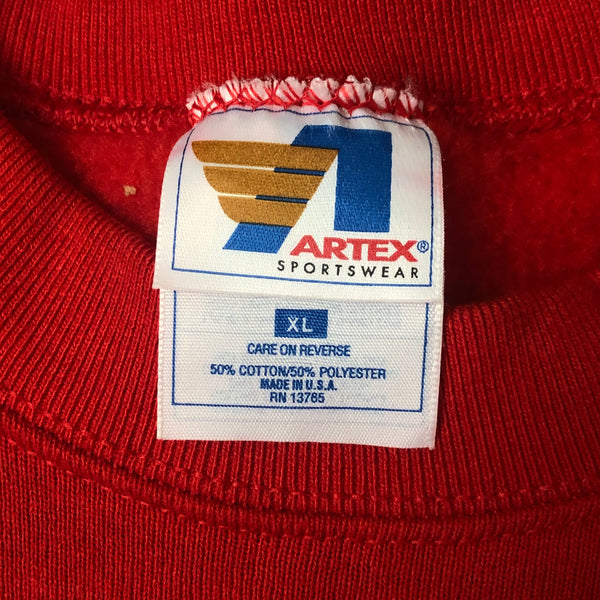 ARTEX®
SPORTSWEAR
XL
CARE ON REVERSE
50% COTTON/50% POLYESTER
MADE IN U.S.A.
RN 13765